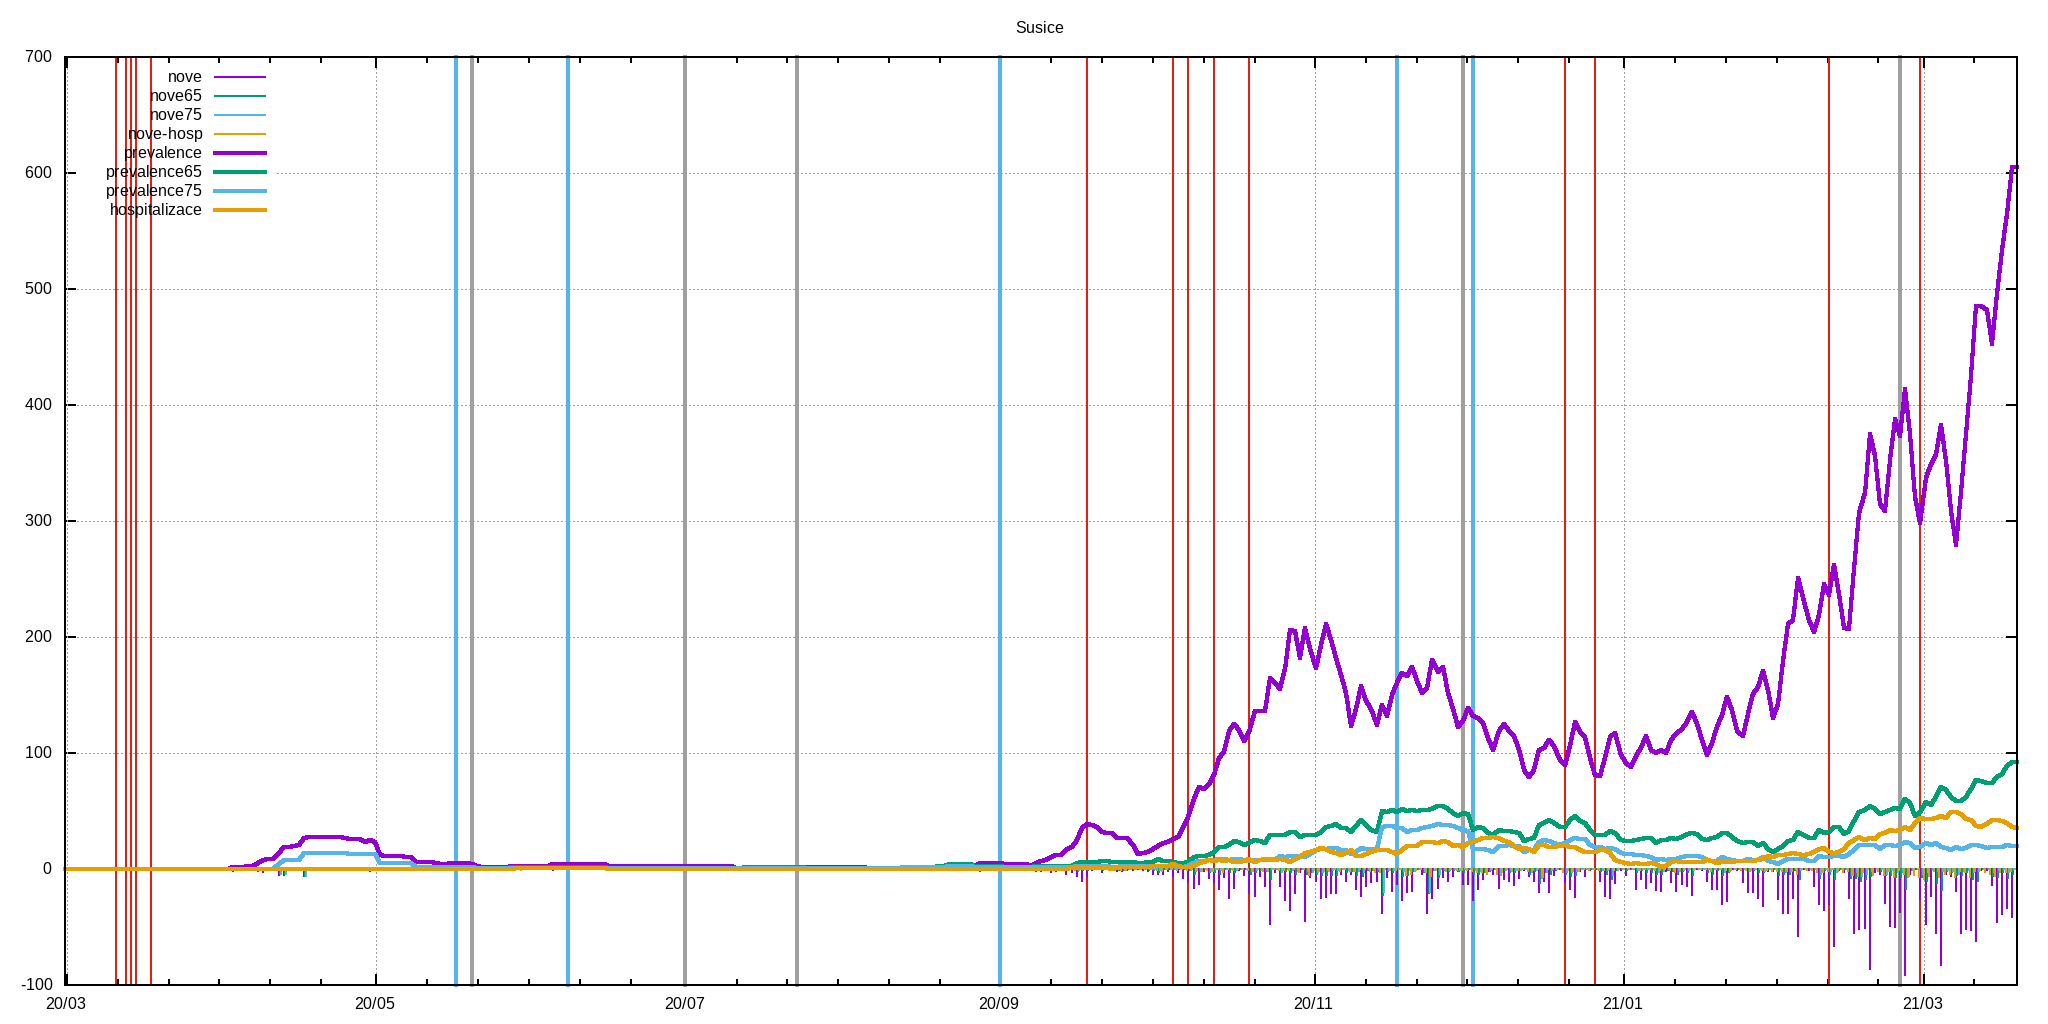 Susice
700
600
500
400
300
200
100
0
-100
nove
nove65
nove75
nove-hosp
prevalence
prevalence65
prevalence75
hospitalizace
20/03 20/05 20/07 20/09 20/11 21/01 21/03